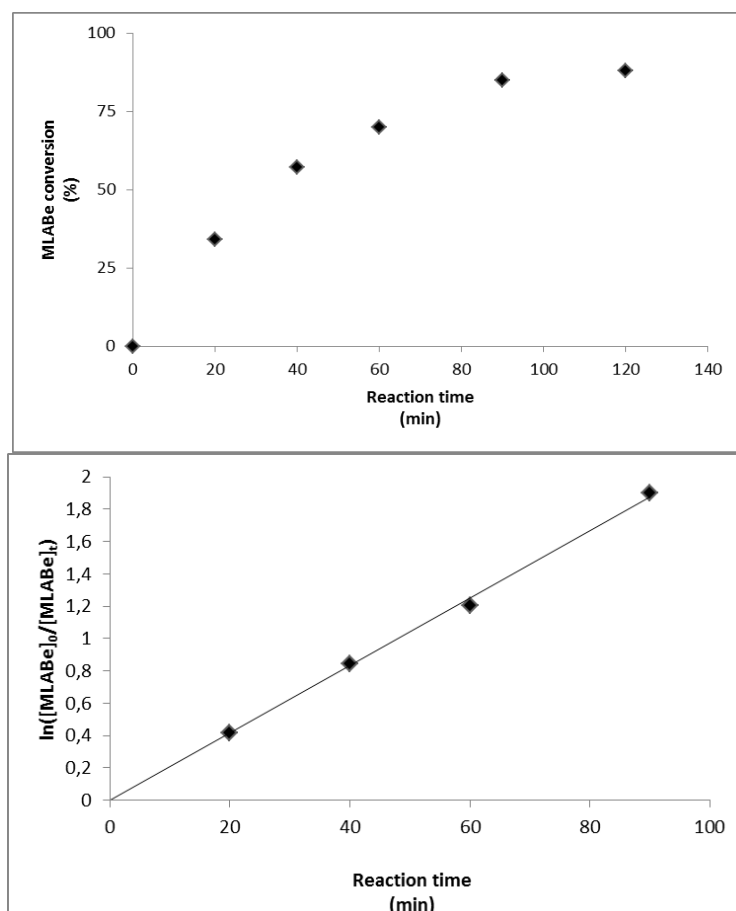 100
75
50
25
0
0 20 40 60 80 100 120 140
MLABe conversion
(%)
Reaction time
(min)
2
1,8
1,6
1,4
1,2
1
0,8
0,6
0,4
0,2
0
0 20 40 60 80 100
ln([MLABe]₀/[MLABe]ₜ)
Reaction time
(min)